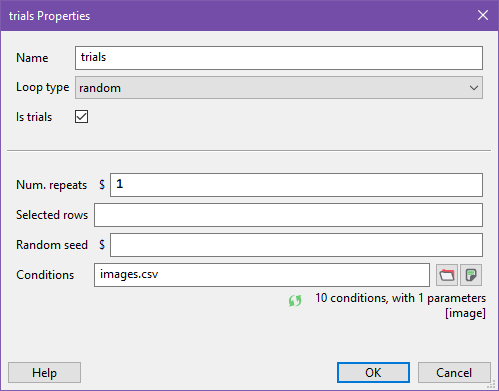 trials Properties
Name trials
Loop type random
Is trials
Num. repeats $ 1
Selected rows
Random seed $
Conditions images.csv
10 conditions, with 1 parameters
[image]
Help OK Cancel